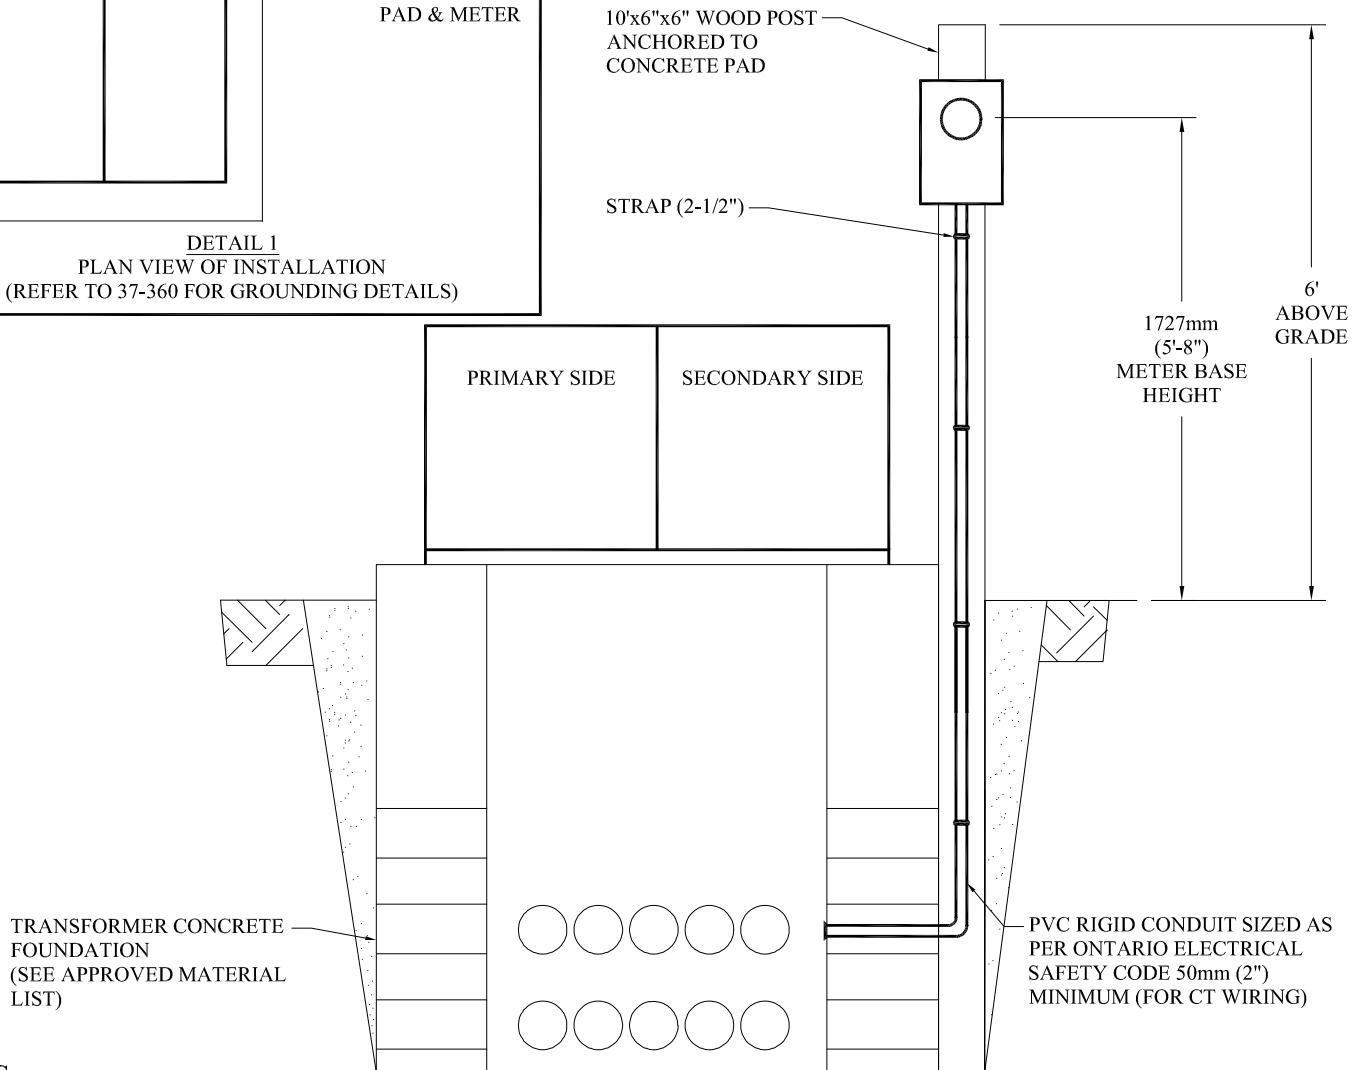 PAD & METER
DETAIL 1
PLAN VIEW OF INSTALLATION
(REFER TO 37-360 FOR GROUNDING DETAILS)
10'x6"x6" WOOD POST
ANCHORED TO
CONCRETE PAD
STRAP (2-1/2")
6'
ABOVE
GRADE
1727mm
(5'-8")
METER BASE
HEIGHT
PRIMARY SIDE
SECONDARY SIDE
TRANSFORMER CONCRETE
FOUNDATION
(SEE APPROVED MATERIAL
LIST)
PVC RIGID CONDUIT SIZED AS
PER ONTARIO ELECTRICAL
SAFETY CODE 50mm (2")
MINIMUM (FOR CT WIRING)